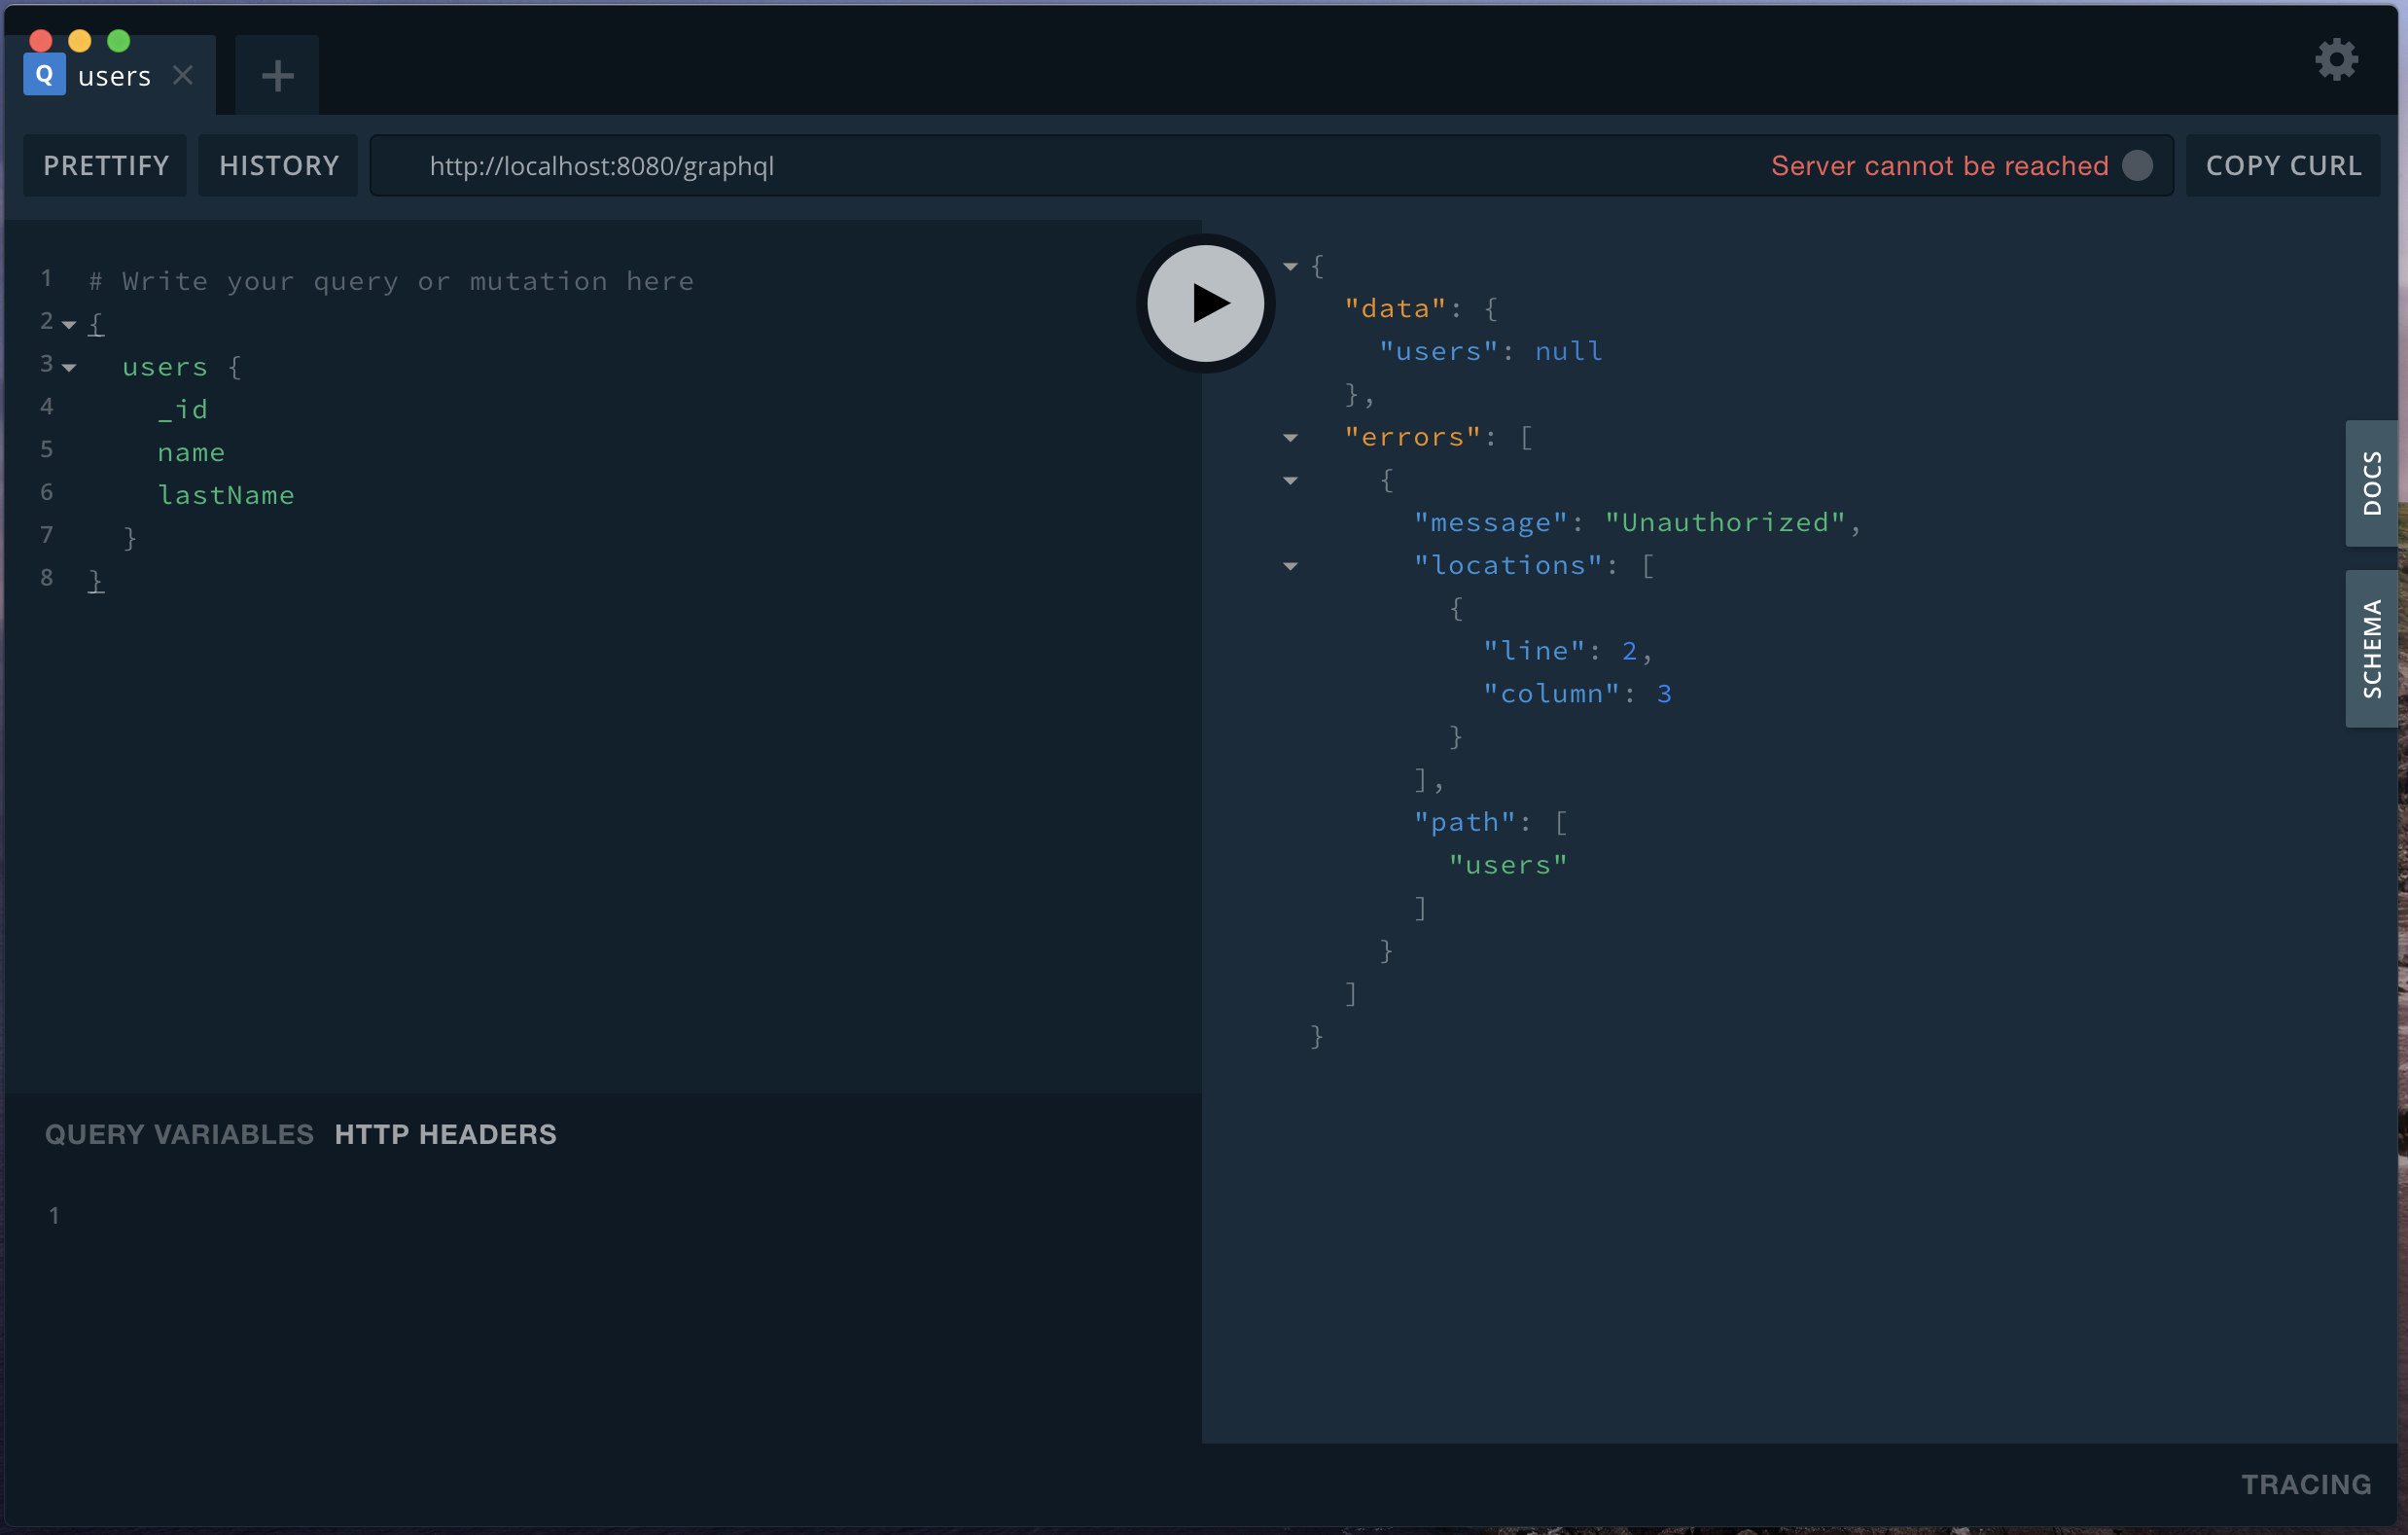 Q users
PRETTIFY HISTORY http://localhost:8080/graphql Server cannot be reached COPY CURL
1 # Write your query or mutation here
2 {
3 users {
4 _id
5 name
6 lastName
7 }
8 }
{
"data": {
"users": null
},
"errors": [
{
"message": "Unauthorized",
"locations": [
{
"line": 2,
"column": 3
}
],
"path": [
"users"
]
}
]
}
DOCS
SCHEMA
QUERY VARIABLES HTTP HEADERS
1
TRACING